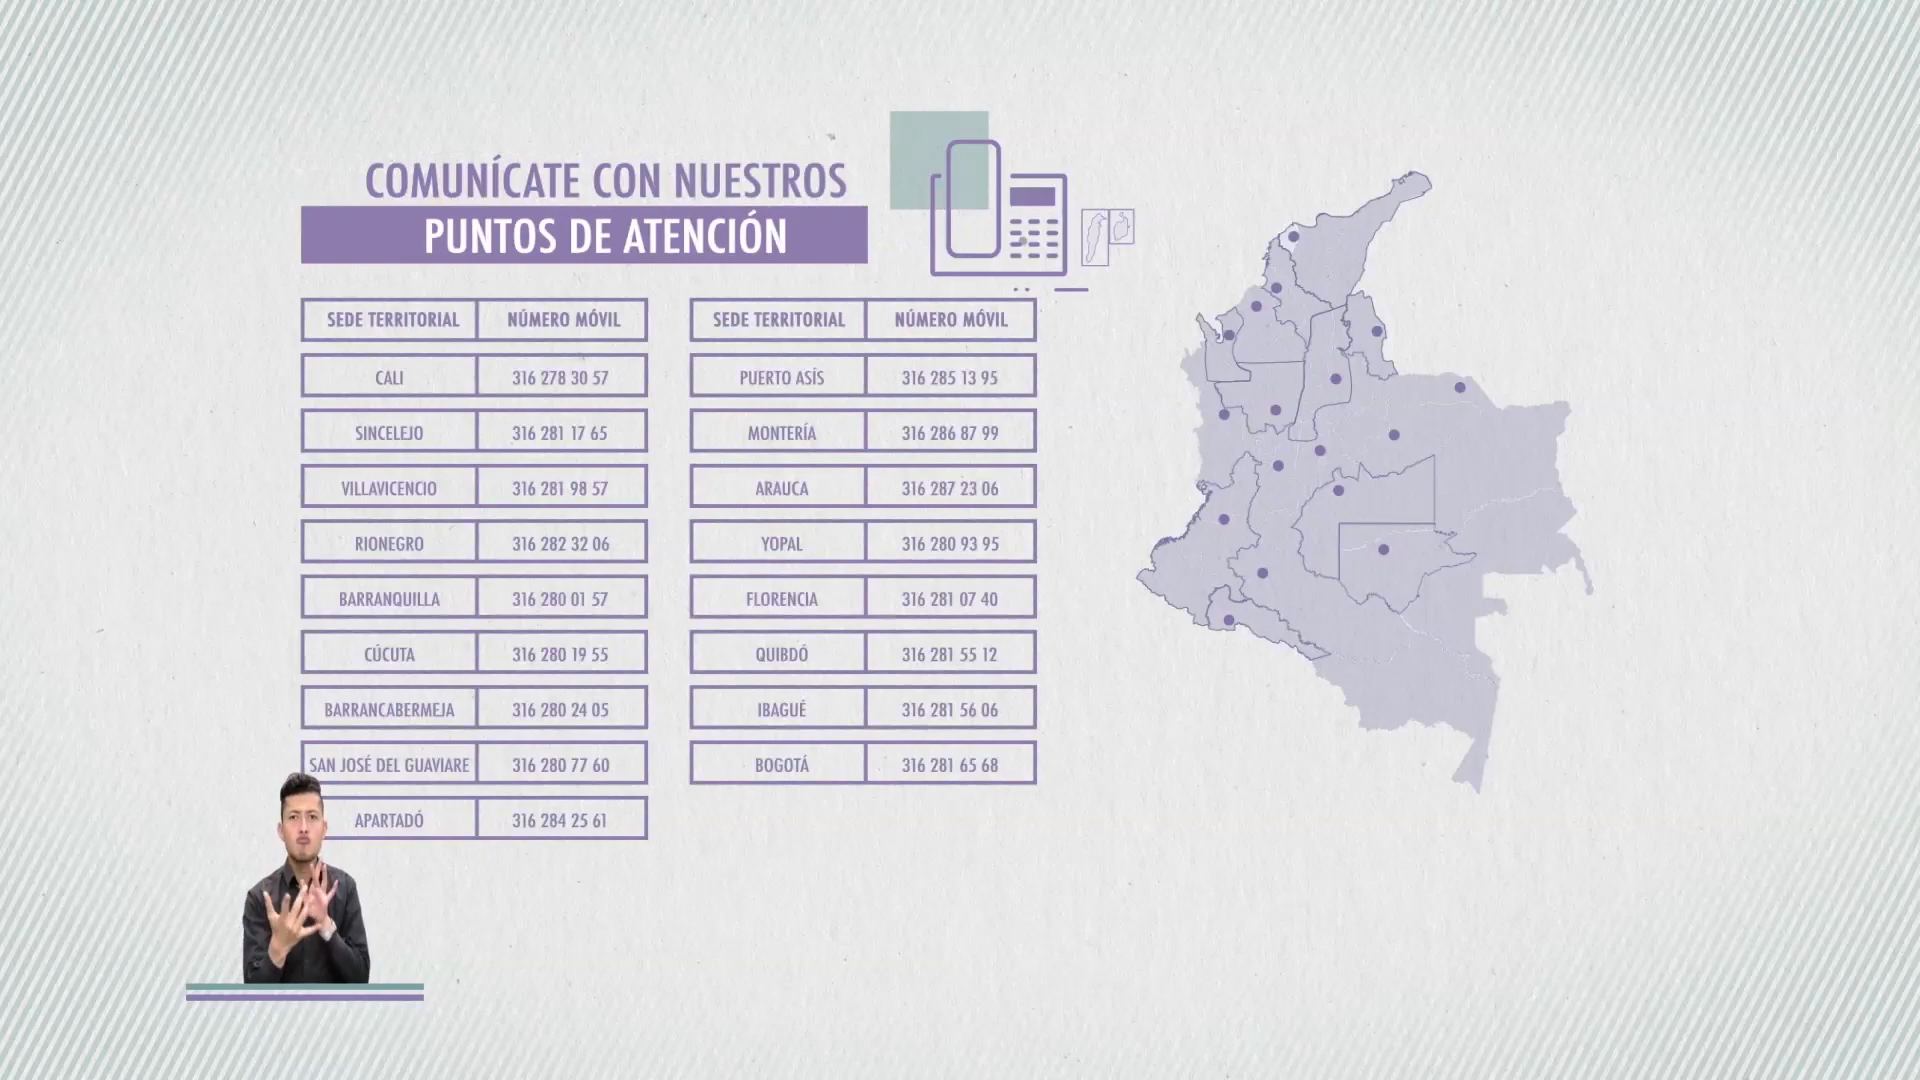 COMUNÍCATE CON NUESTROS
PUNTOS DE ATENCIÓN
SEDE TERRITORIAL NÚMERO MÓVIL
CALI 316 278 30 57
SINCELEJO 316 281 17 65
VILLAVICENCIO 316 281 98 57
RIONEGRO 316 282 32 06
BARRANQUILLA 316 280 01 57
CÚCUTA 316 280 19 55
BARRANCABERMEJA 316 280 24 05
SAN JOSÉ DEL GUAVIARE 316 280 77 60
APARTADÓ 316 284 25 61
SEDE TERRITORIAL NÚMERO MÓVIL
PUERTO ASÍS 316 285 13 95
MONTERÍA 316 286 87 99
ARAUCA 316 287 23 06
YOPAL 316 280 93 95
FLORENCIA 316 281 07 40
QUIBDÓ 316 281 55 12
IBAGUÉ 316 281 56 06
BOGOTÁ 316 281 65 68